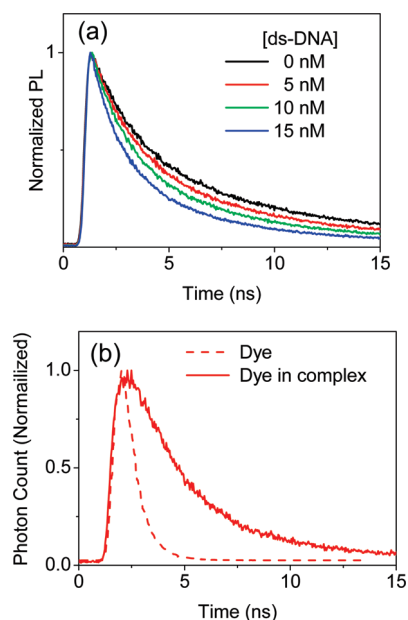 (a)
[ds-DNA]
0 nM
5 nM
10 nM
15 nM
1
Normalized PL
0 5 10 15
Time (ns)
(b)
Dye
Dye in complex
1.0
0.5
0.0
Photon Count (Normailized)
0 5 10 15
Time (ns)